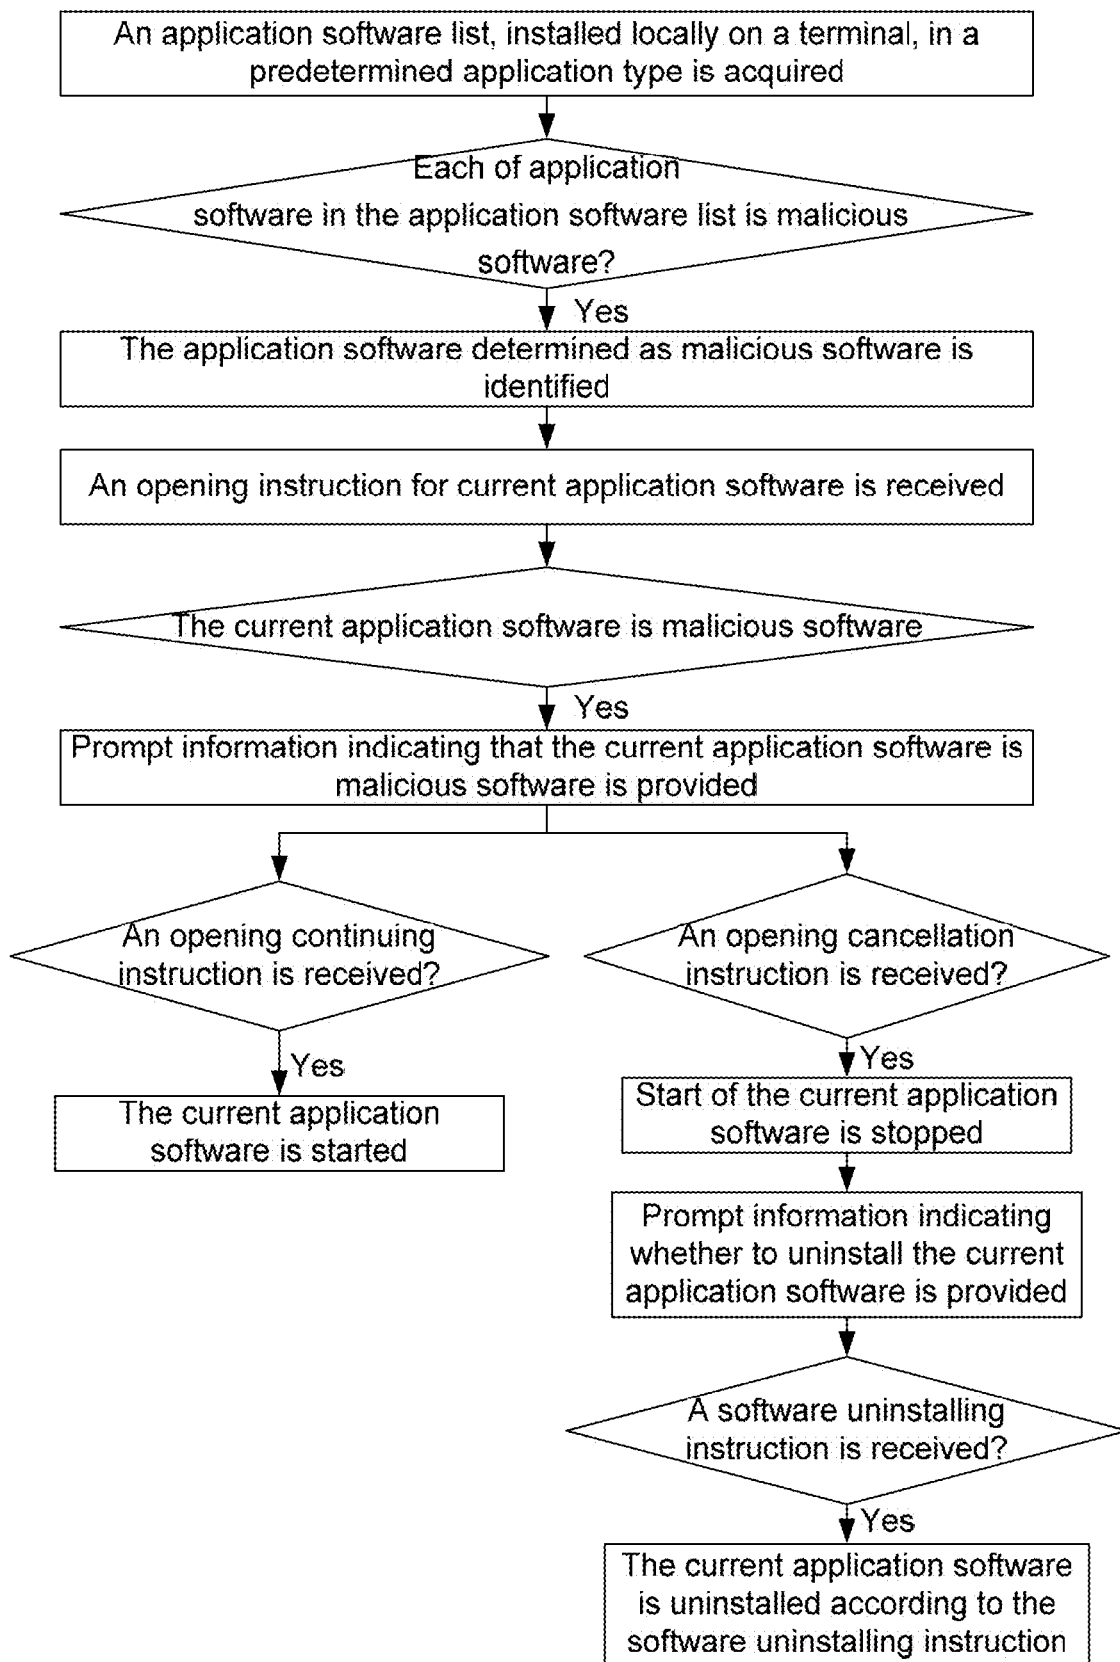 An application software list, installed locally on a terminal, in a
predetermined application type is acquired
Each of application
software in the application software list is malicious
software?
Yes
The application software determined as malicious software is
identified
An opening instruction for current application software is received
The current application software is malicious software
Yes
Prompt information indicating that the current application software is
malicious software is provided
An opening continuing
instruction is received?
Yes
The current application
software is started
An opening cancellation
instruction is received?
Yes
Start of the current application
software is stopped
Prompt information indicating
whether to uninstall the current
application software is provided
A software uninstalling
instruction is received?
Yes
The current application software
is uninstalled according to the
software uninstalling instruction